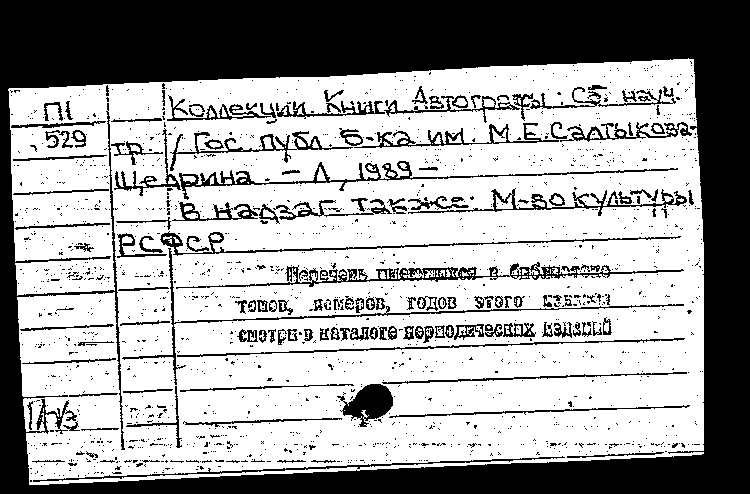 П1
529
Коллекции. Книги. Автографы: Сб. науч.
тр. / Гос. публ. б-ка им. М.Е.Салтыкова-
Щедрина. – Л, 1989 –
В надзаг. также: М-во культуры
РСФСР
Перечень имеющихся в библиотеке
томов, номеров, годов этого издания
смотри в каталоге периодических изданий